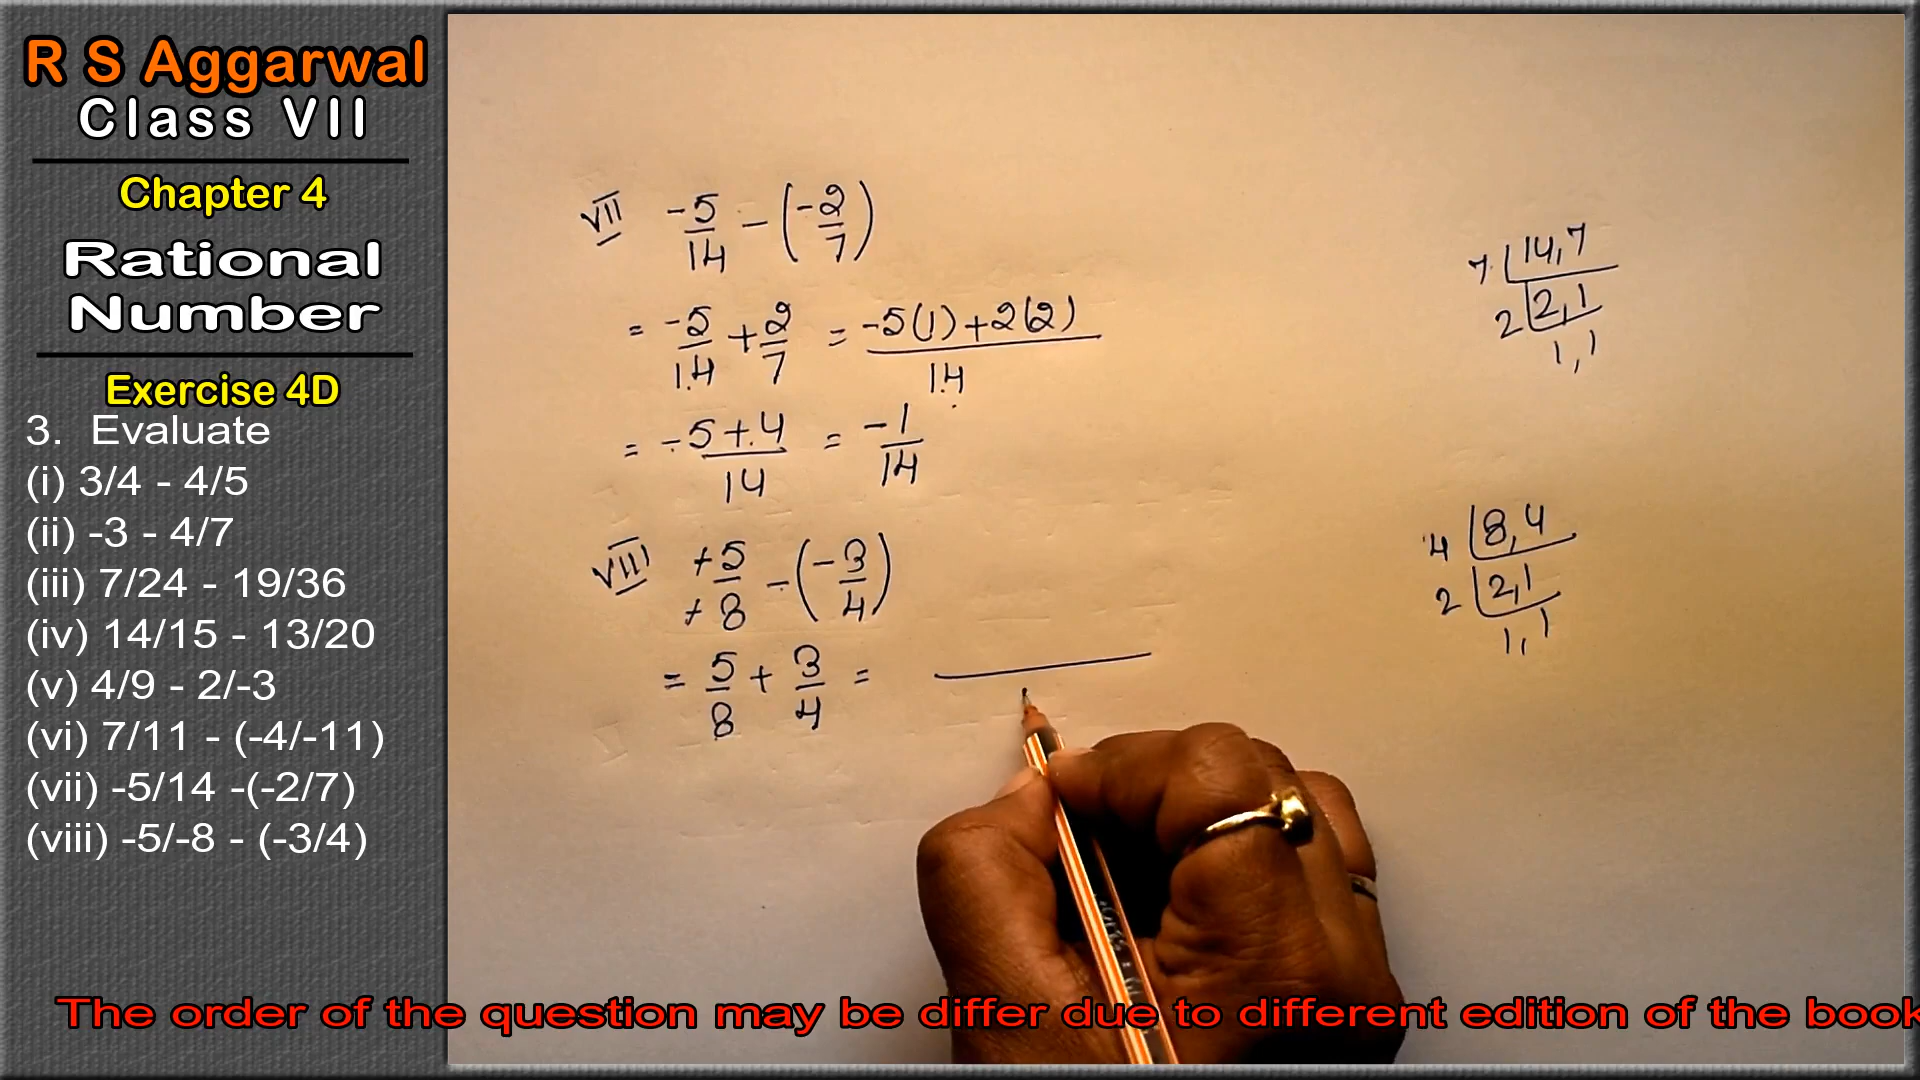 R S Aggarwal
Class VII
Chapter 4
Rational
Number
Exercise 4D
3. Evaluate
(i) 3/4 - 4/5
(ii) -3 - 4/7
(iii) 7/24 - 19/36
(iv) 14/15 - 13/20
(v) 4/9 - 2/-3
(vi) 7/11 - (-4/-11)
(vii) -5/14 -(-2/7)
(viii) -5/-8 - (-3/4)
VII -5/14 - (-2/7)
= -5/14 + 2/7 = -5(1)+2(2)/14
= -5+4/14 = -1/14
VIII +5/+8 - (-3/4)
= 5/8 + 3/4 =
7 14, 7
2 2, 1
1, 1
4 8, 4
2 2, 1
1, 1
The order of the question may be differ due to different edition of the book